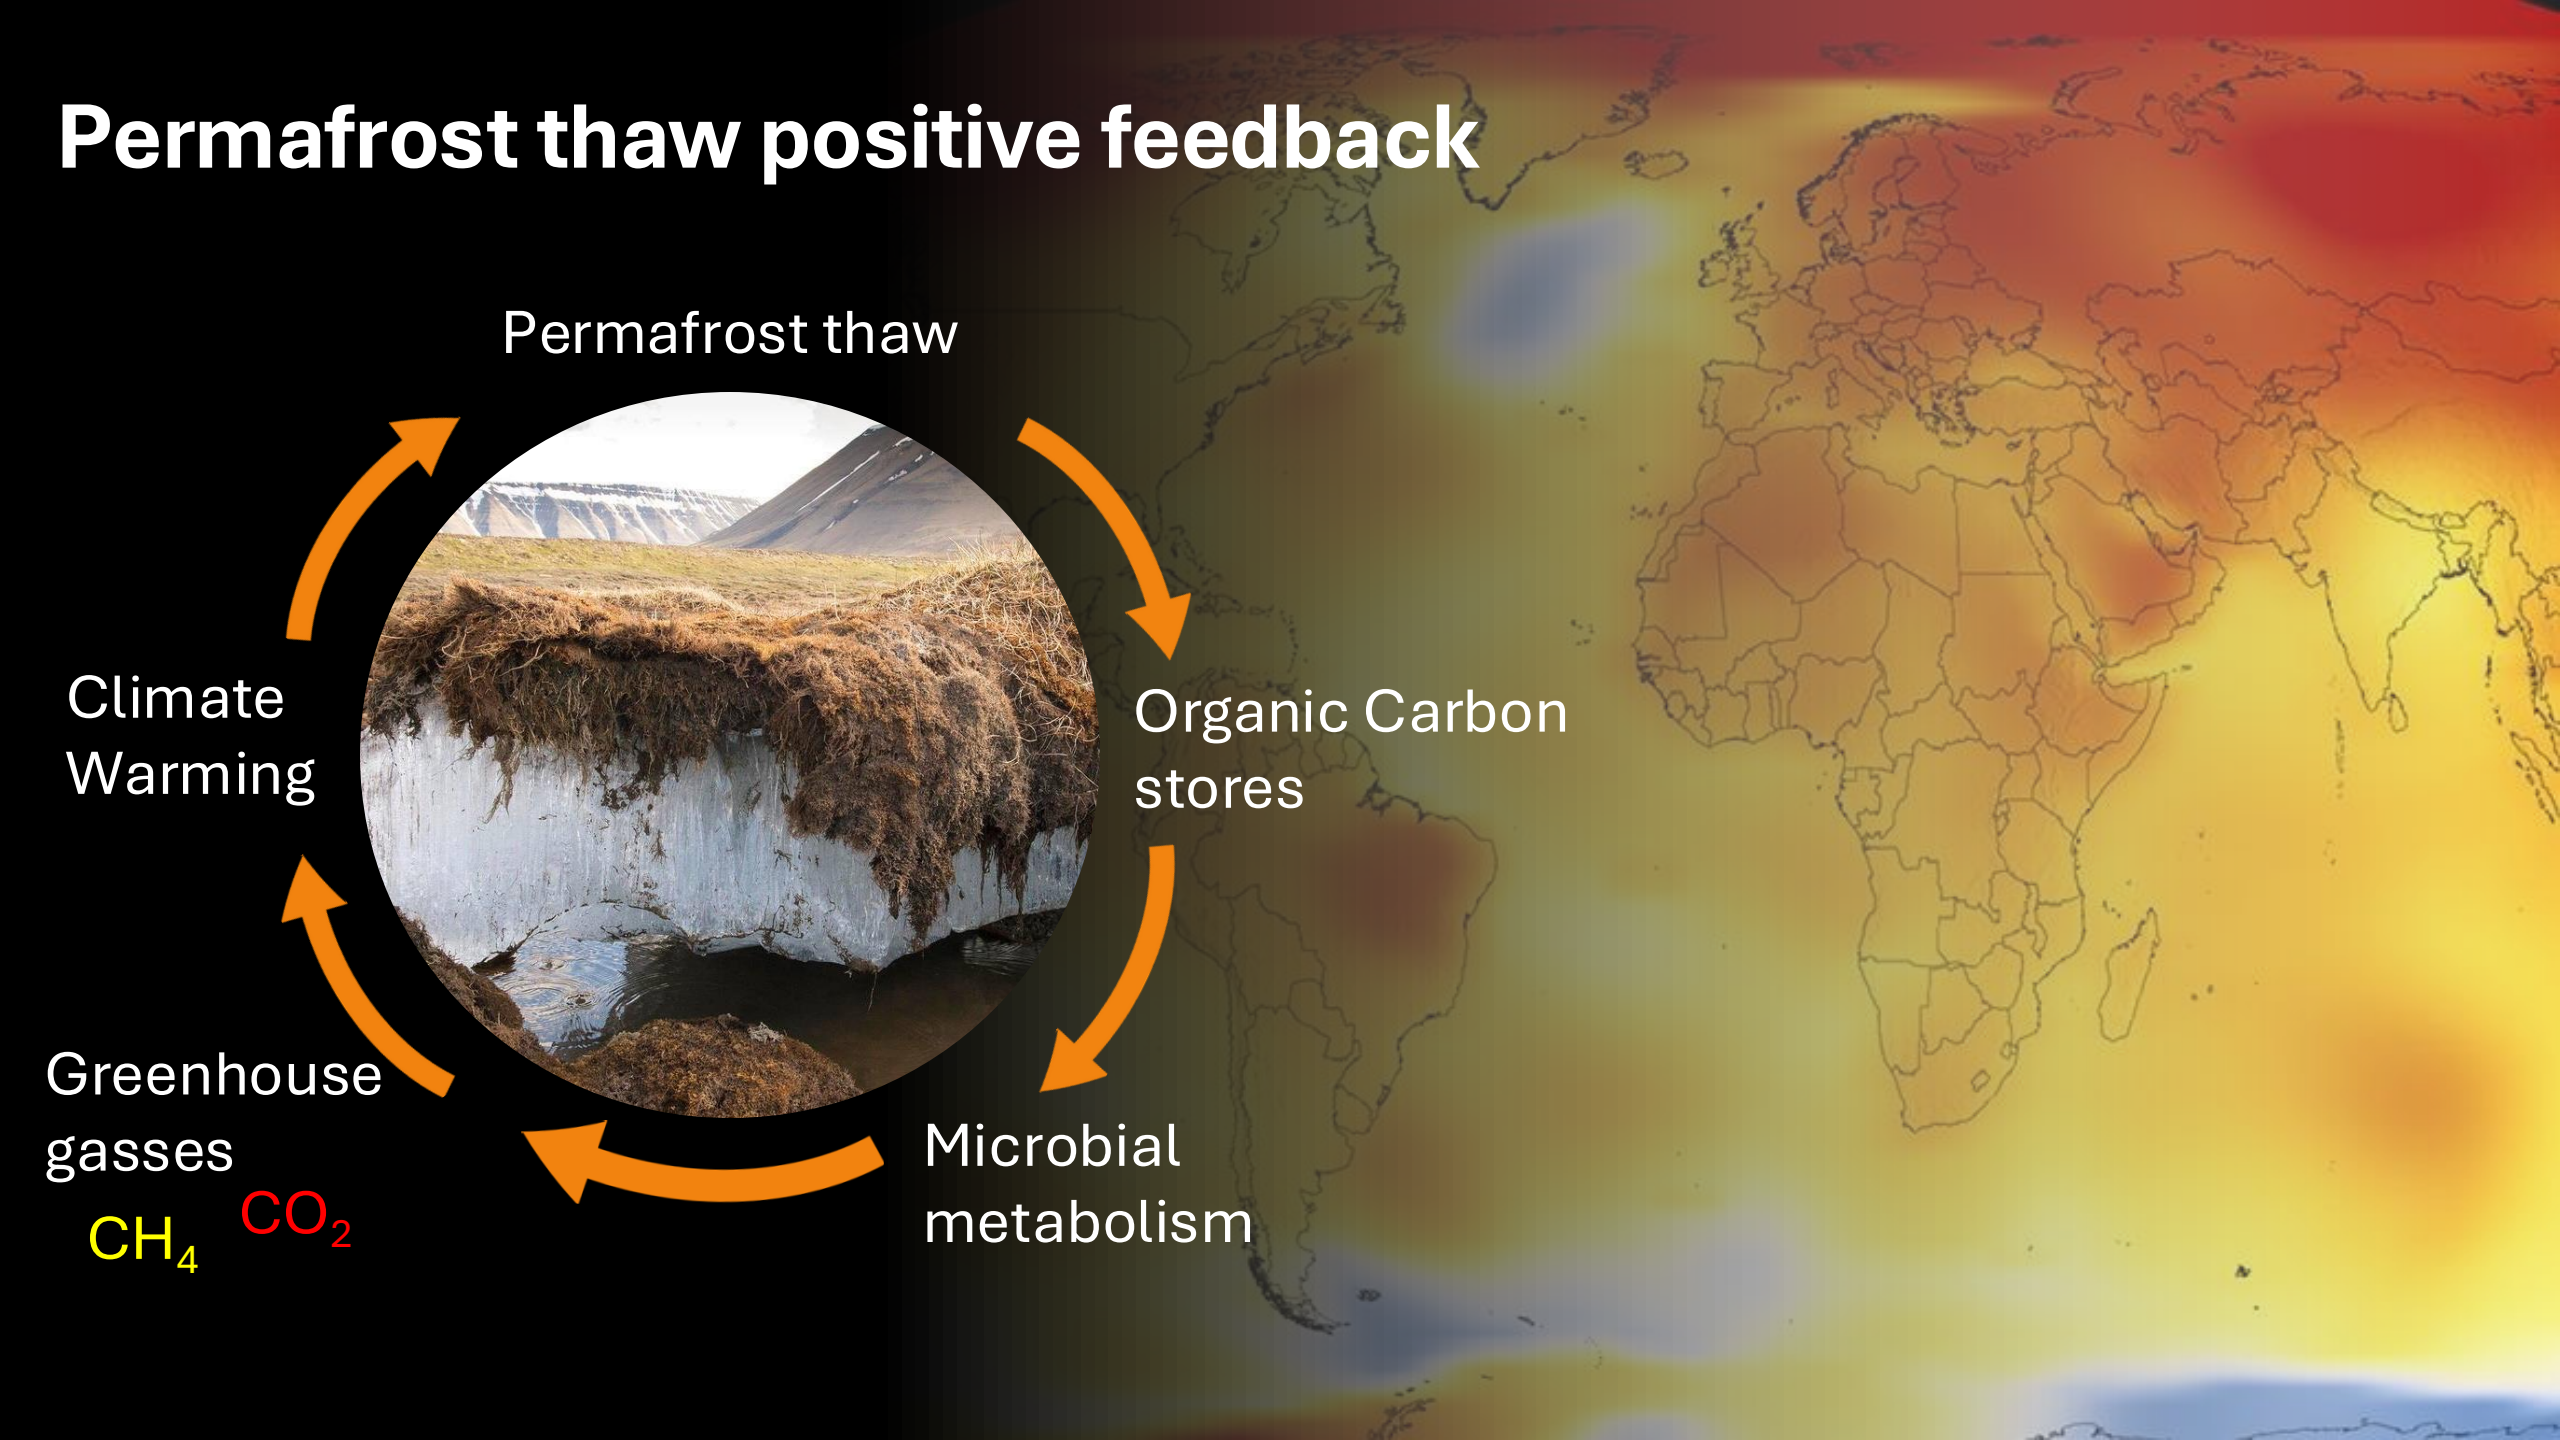 Permafrost thaw positive feedback
Permafrost thaw
Organic Carbon
stores
Microbial
metabolism
Greenhouse
gasses
CH₄ CO₂
Climate
Warming